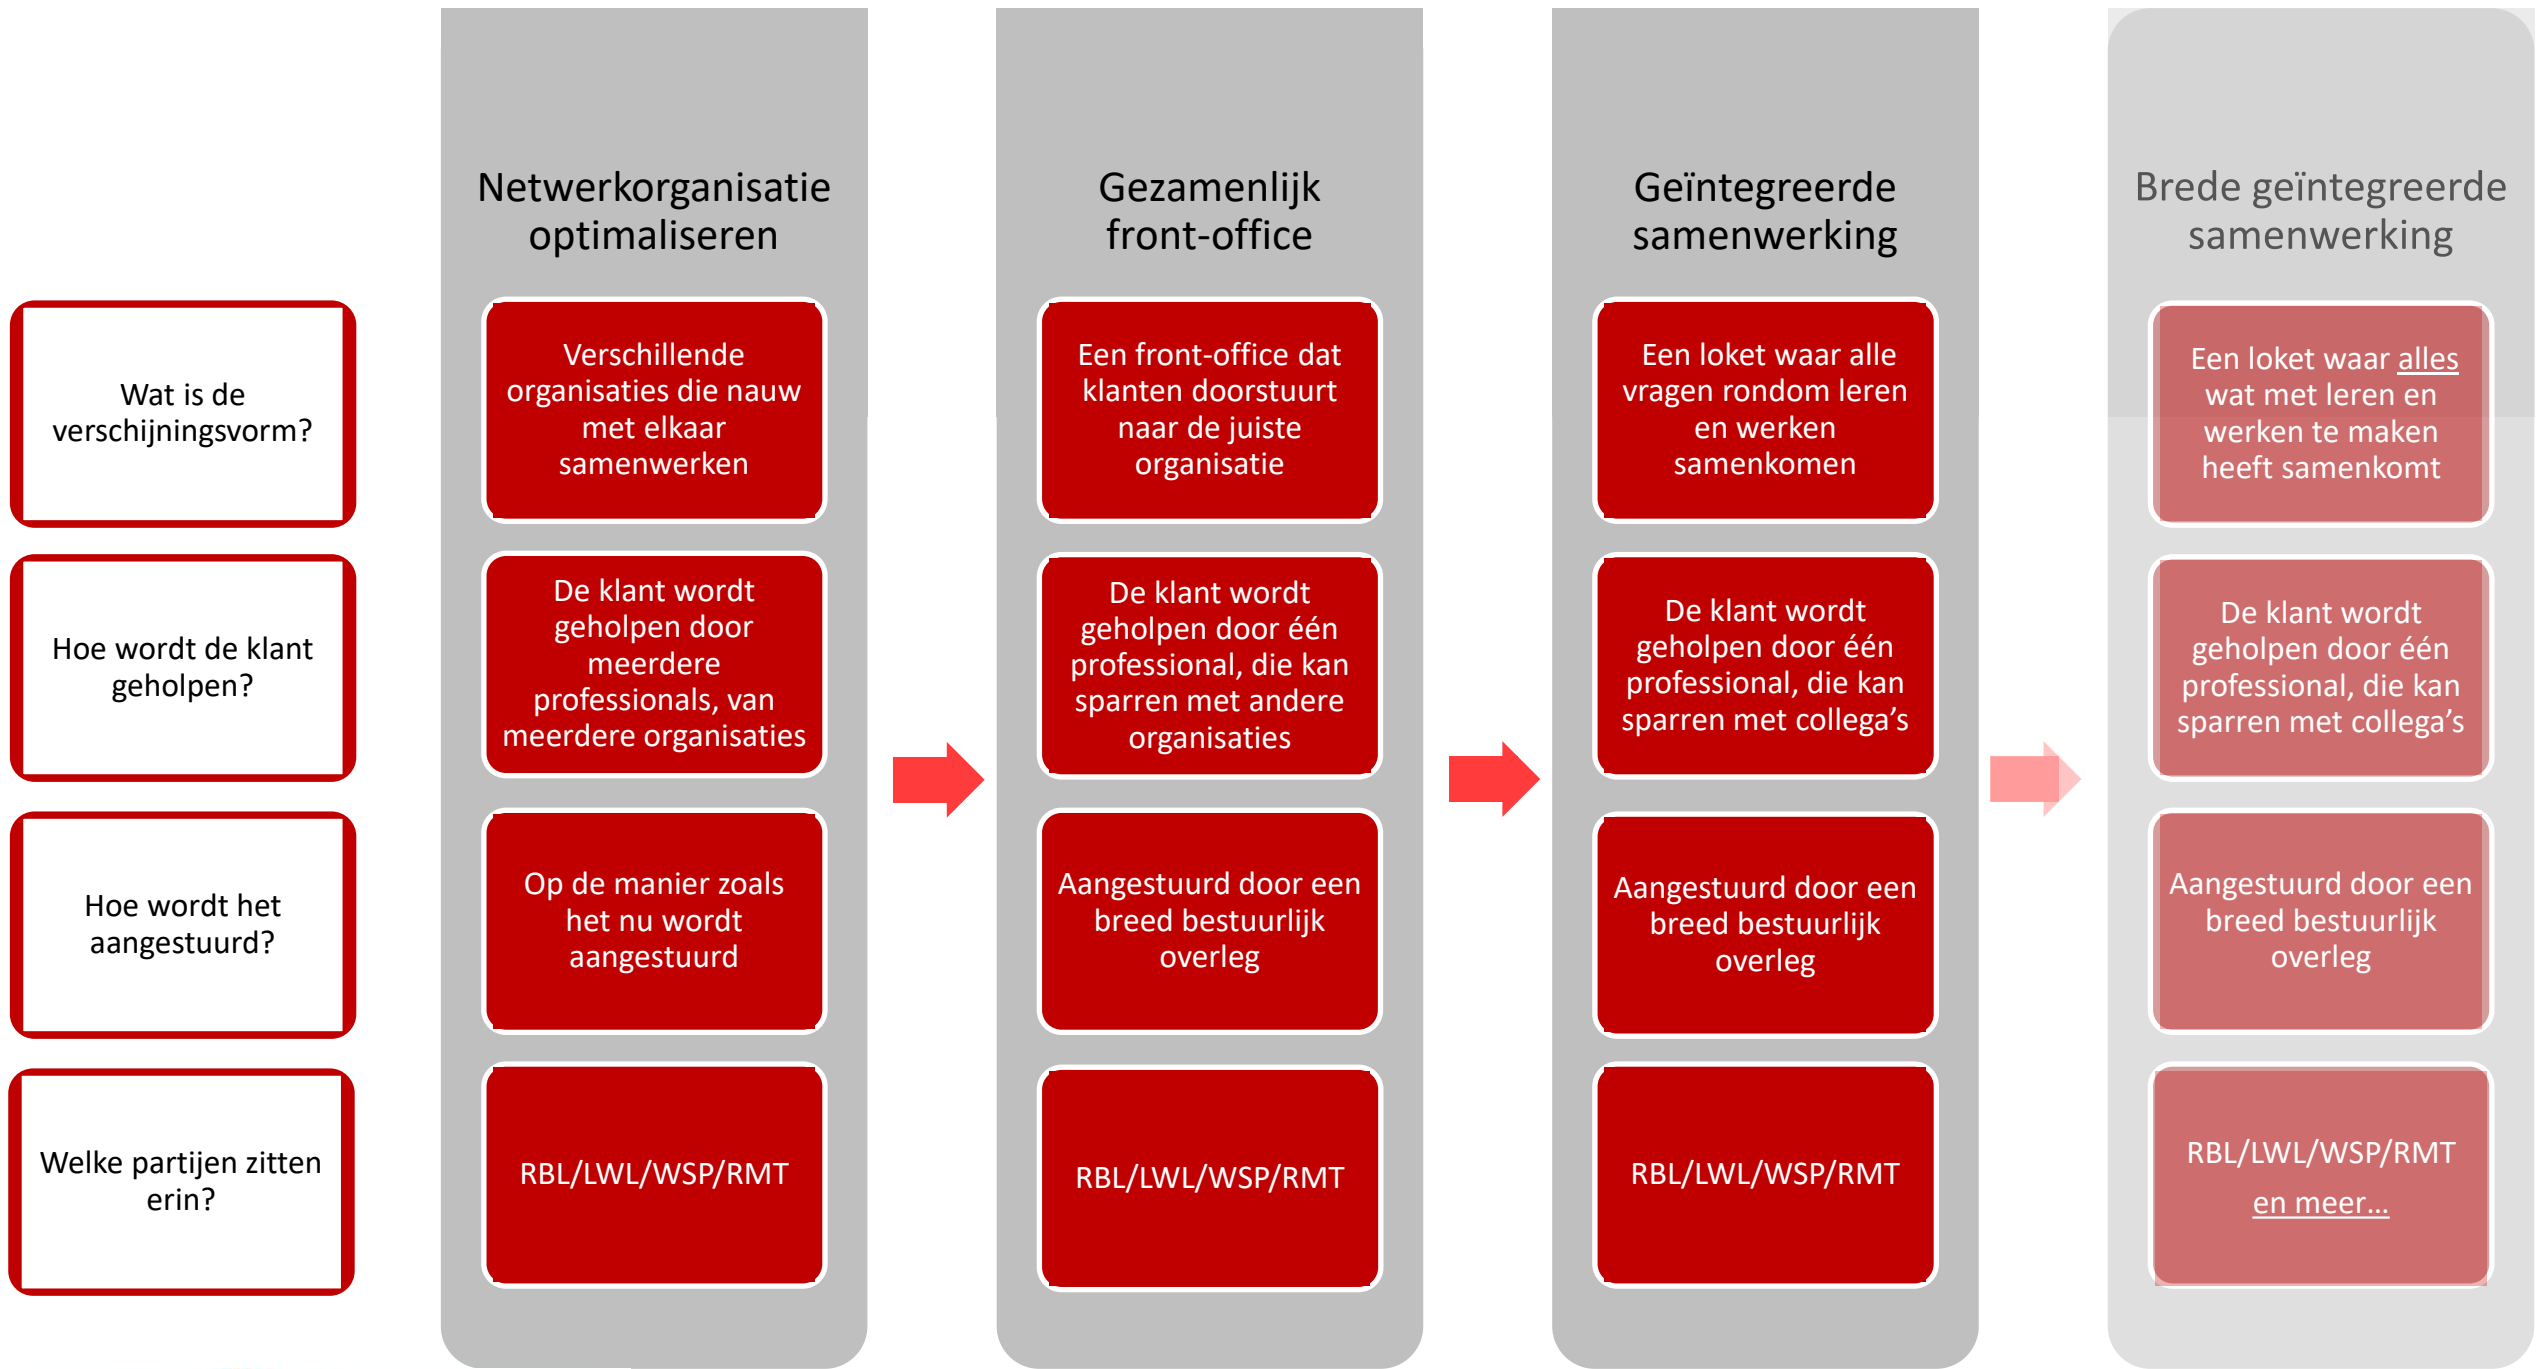 Netwerkorganisatie
optimaliseren
Gezamenlijk
front-office
Geïntegreerde
samenwerking
Brede geïntegreerde
samenwerking
Wat is de
verschijningsvorm?
Verschillende
organisaties die nauw
met elkaar
samenwerken
Een front-office dat
klanten doorstuurt
naar de juiste
organisatie
Een loket waar alle
vragen rondom leren
en werken
samenkomen
Een loket waar alles
wat met leren en
werken te maken
heeft samenkomt
Hoe wordt de klant
geholpen?
De klant wordt
geholpen door
meerdere
professionals, van
meerdere organisaties
De klant wordt
geholpen door één
professional, die kan
sparren met andere
organisaties
De klant wordt
geholpen door één
professional, die kan
sparren met collega’s
De klant wordt
geholpen door één
professional, die kan
sparren met collega’s
Hoe wordt het
aangestuurd?
Op de manier zoals
het nu wordt
aangestuurd
Aangestuurd door een
breed bestuurlijk
overleg
Aangestuurd door een
breed bestuurlijk
overleg
Aangestuurd door een
breed bestuurlijk
overleg
Welke partijen zitten
erin?
RBL/LWL/WSP/RMT
RBL/LWL/WSP/RMT
RBL/LWL/WSP/RMT
RBL/LWL/WSP/RMT
en meer…